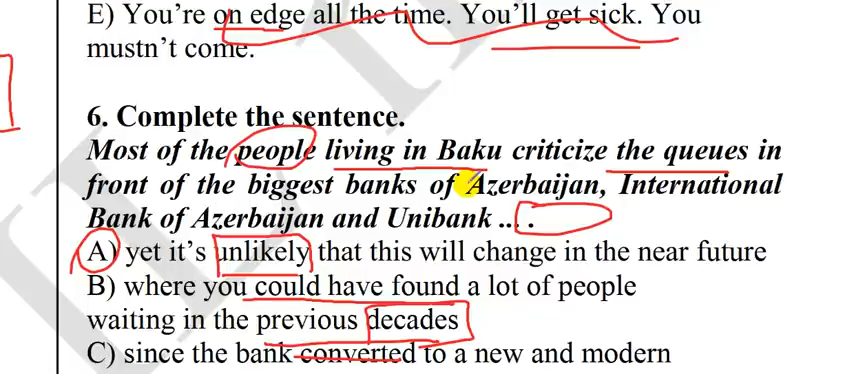 E) You’re on edge all the time. You’ll get sick. You
mustn’t come.
6. Complete the sentence.
Most of the people living in Baku criticize the queues in
front of the biggest banks of Azerbaijan, International
Bank of Azerbaijan and Unibank ... .
A) yet it’s unlikely that this will change in the near future
B) where you could have found a lot of people
waiting in the previous decades
C) since the bank converted to a new and modern